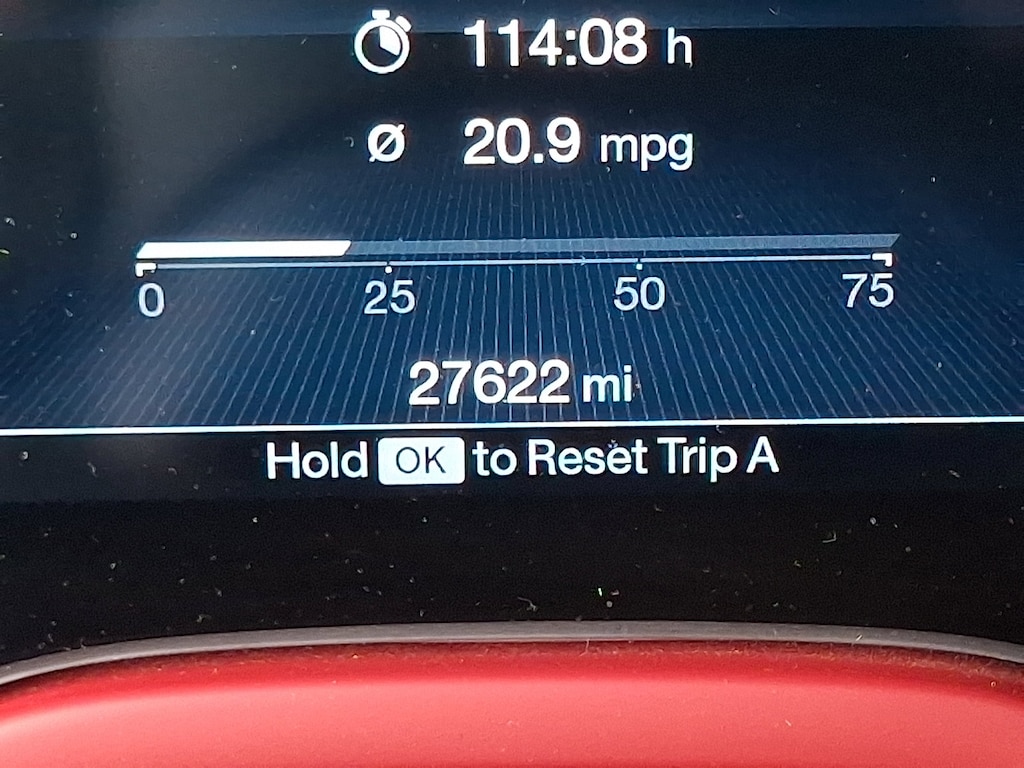 114:08 h
Ø 20.9 mpg
0 25 50 75
27622 mi
Hold OK to Reset Trip A